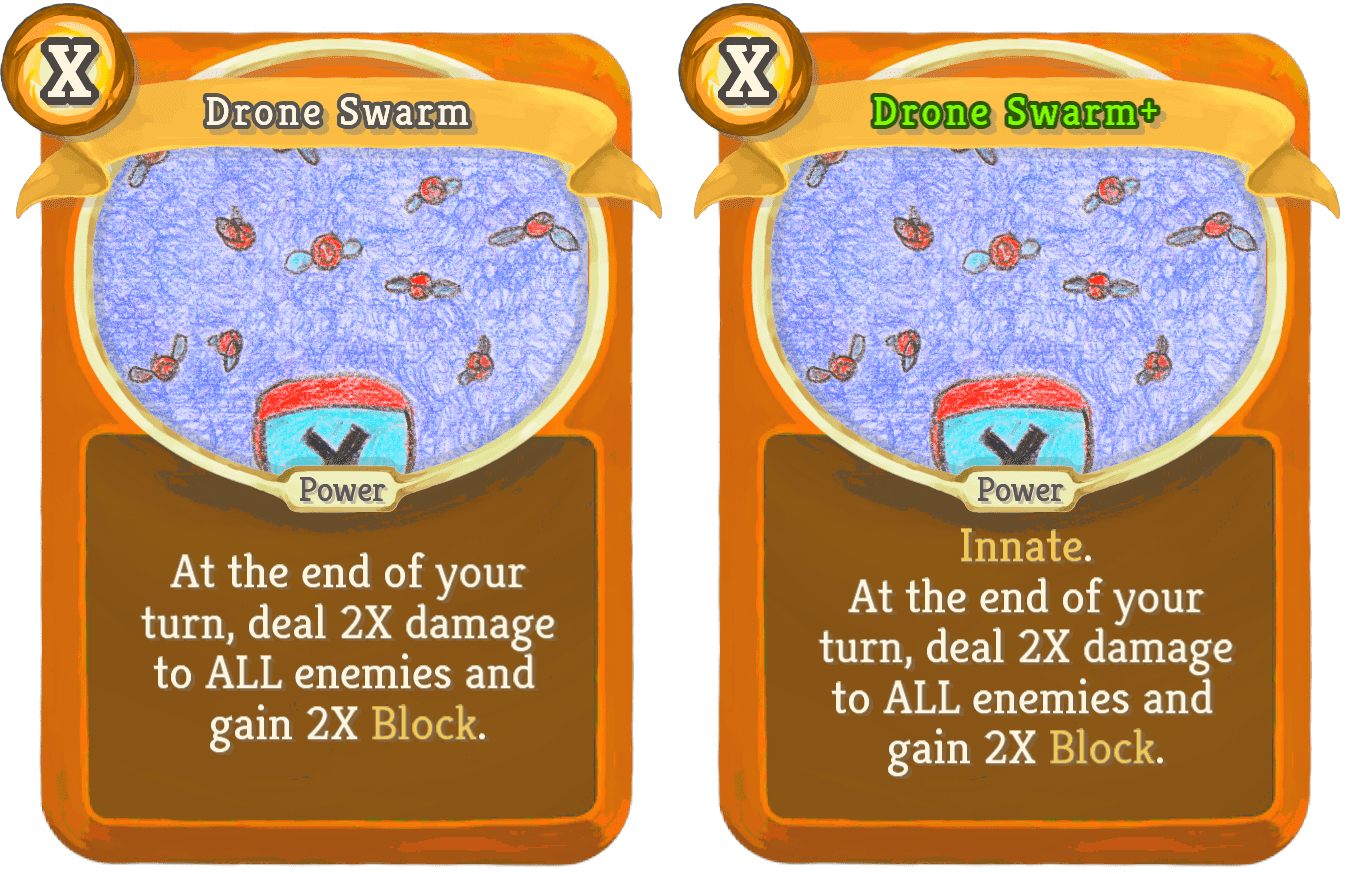 X
Drone Swarm
Power
At the end of your
turn, deal 2X damage
to ALL enemies and
gain 2X Block.
X
Drone Swarm+
Power
Innate.
At the end of your
turn, deal 2X damage
to ALL enemies and
gain 2X Block.